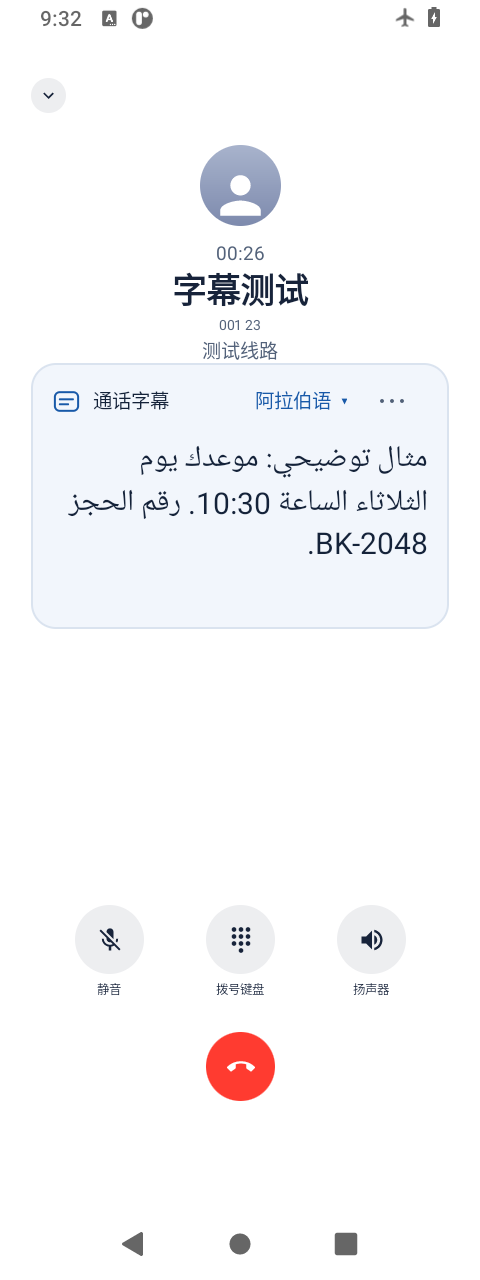 9:32
00:26
字幕测试
001 23
测试线路
通话字幕 阿拉伯语
مثال توضيحي: موعدك يوم
الثلاثاء الساعة 10:30. رقم الحجز
BK-2048.
静音 拨号键盘 扬声器